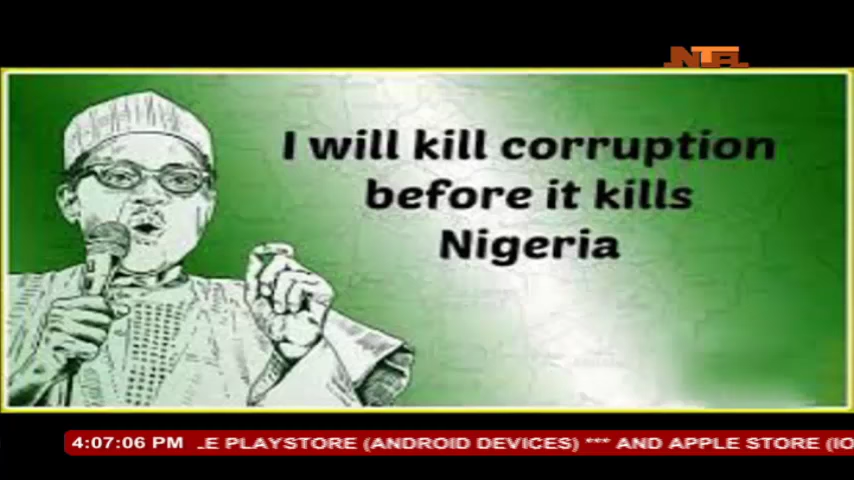 NTA
I will kill corruption
before it kills
Nigeria
4:07:06 PM
LE PLAYSTORE (ANDROID DEVICES) *** AND APPLE STORE (IO